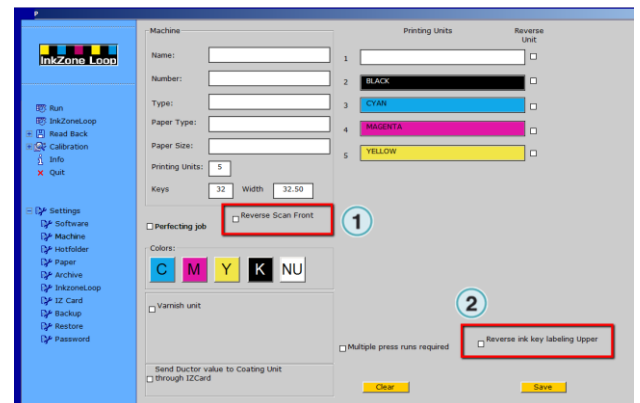 P
InkZone Loop
Run
InkZoneLoop
Read Back
Calibration
Info
Quit
Settings
Software
Machine
Hotfolder
Paper
Archive
InkzoneLoop
IZ Card
Backup
Restore
Password
Machine
Name:
Number:
Type:
Paper Type:
Paper Size:
Printing Units: 5
Keys 32 Width 32.50
Perfecting job
Reverse Scan Front
1
Colors:
C M Y K NU
Varnish unit
Send Ductor value to Coating Unit
through IZCard
Printing Units
Reverse
Unit
1
2 BLACK
3 CYAN
4 MAGENTA
5 YELLOW
2
Multiple press runs required
Reverse ink key labeling Upper
Clear Save